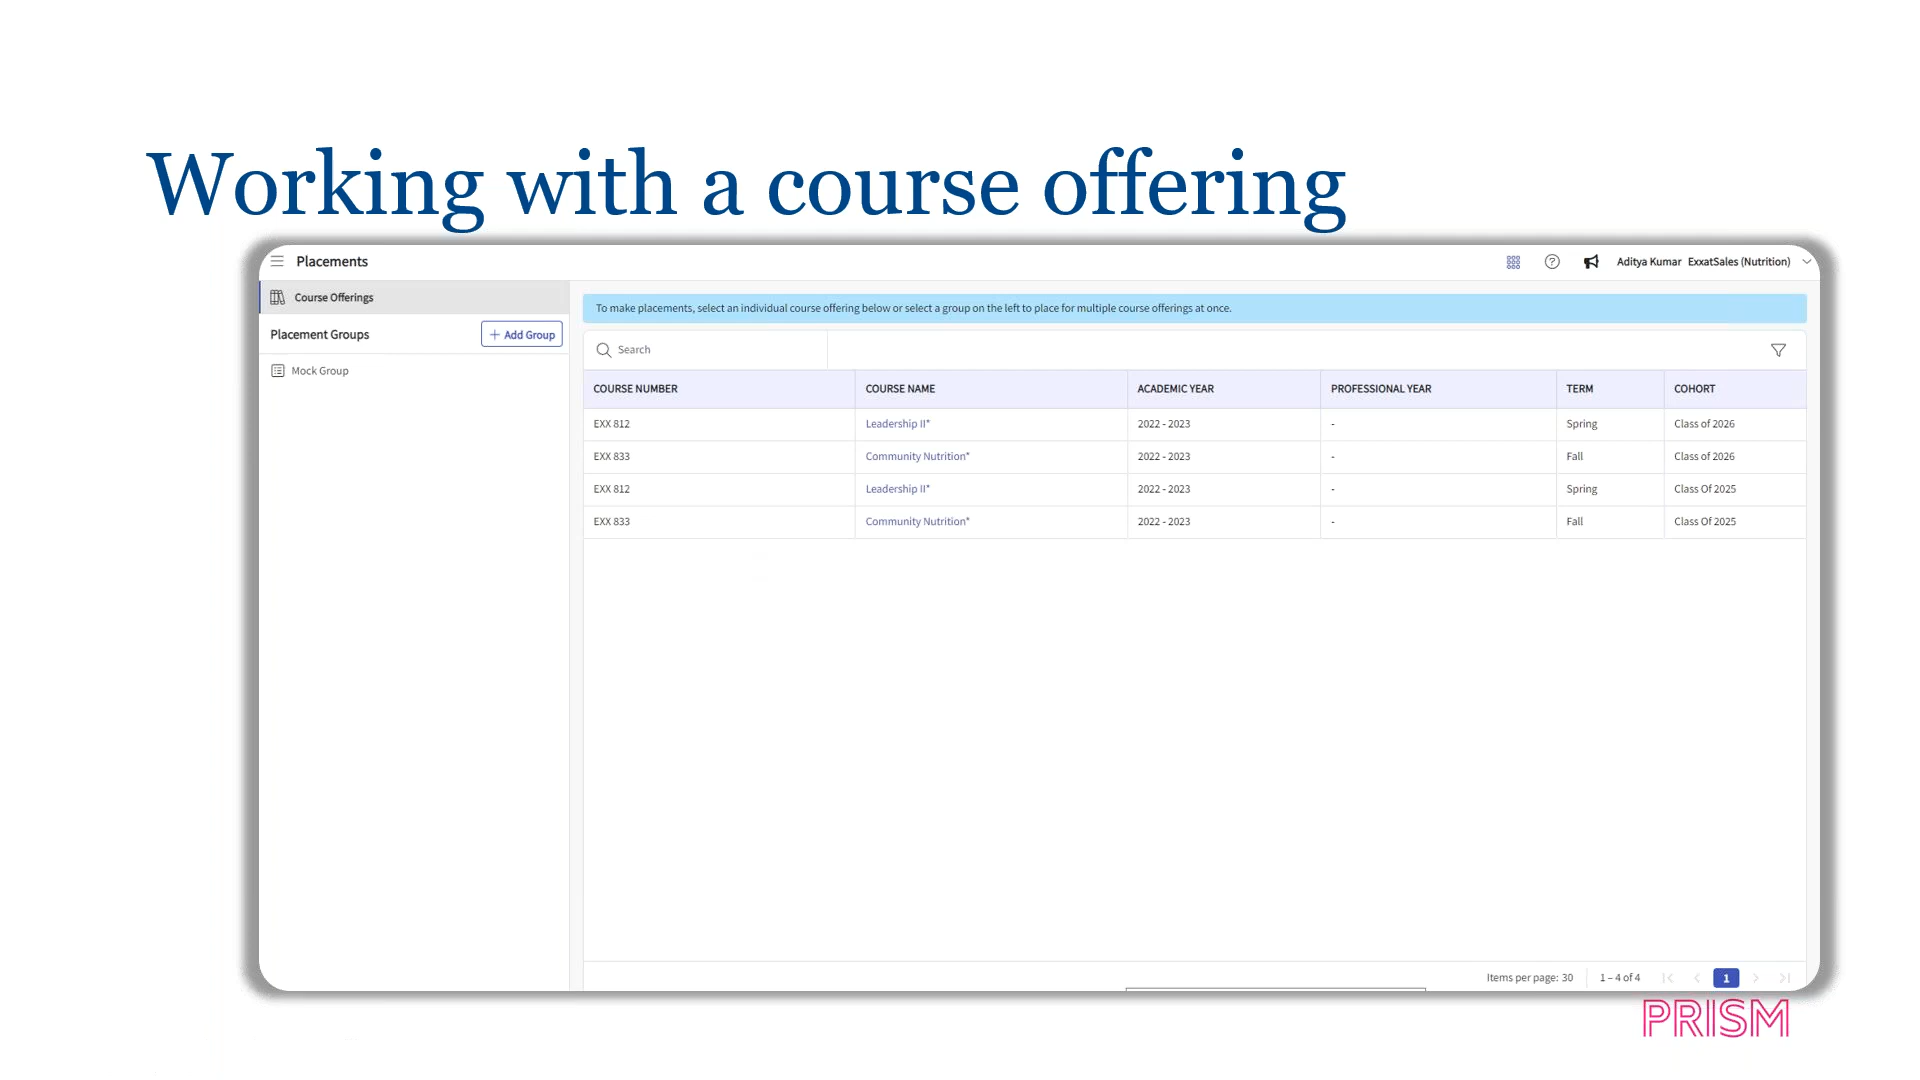 Working with a course offering
Placements
Aditya Kumar ExxatSales (Nutrition)
Course Offerings
Placement Groups
Add Group
Mock Group
To make placements, select an individual course offering below or select a group on the left to place for multiple course offerings at once.
Search
COURSE NUMBER COURSE NAME ACADEMIC YEAR PROFESSIONAL YEAR TERM COHORT
EXX 812 Leadership II* 2022 - 2023 - Spring Class of 2026
EXX 833 Community Nutrition* 2022 - 2023 - Fall Class of 2026
EXX 812 Leadership II* 2022 - 2023 - Spring Class Of 2025
EXX 833 Community Nutrition* 2022 - 2023 - Fall Class Of 2025
Items per page: 30 1 – 4 of 4 1
PRISM